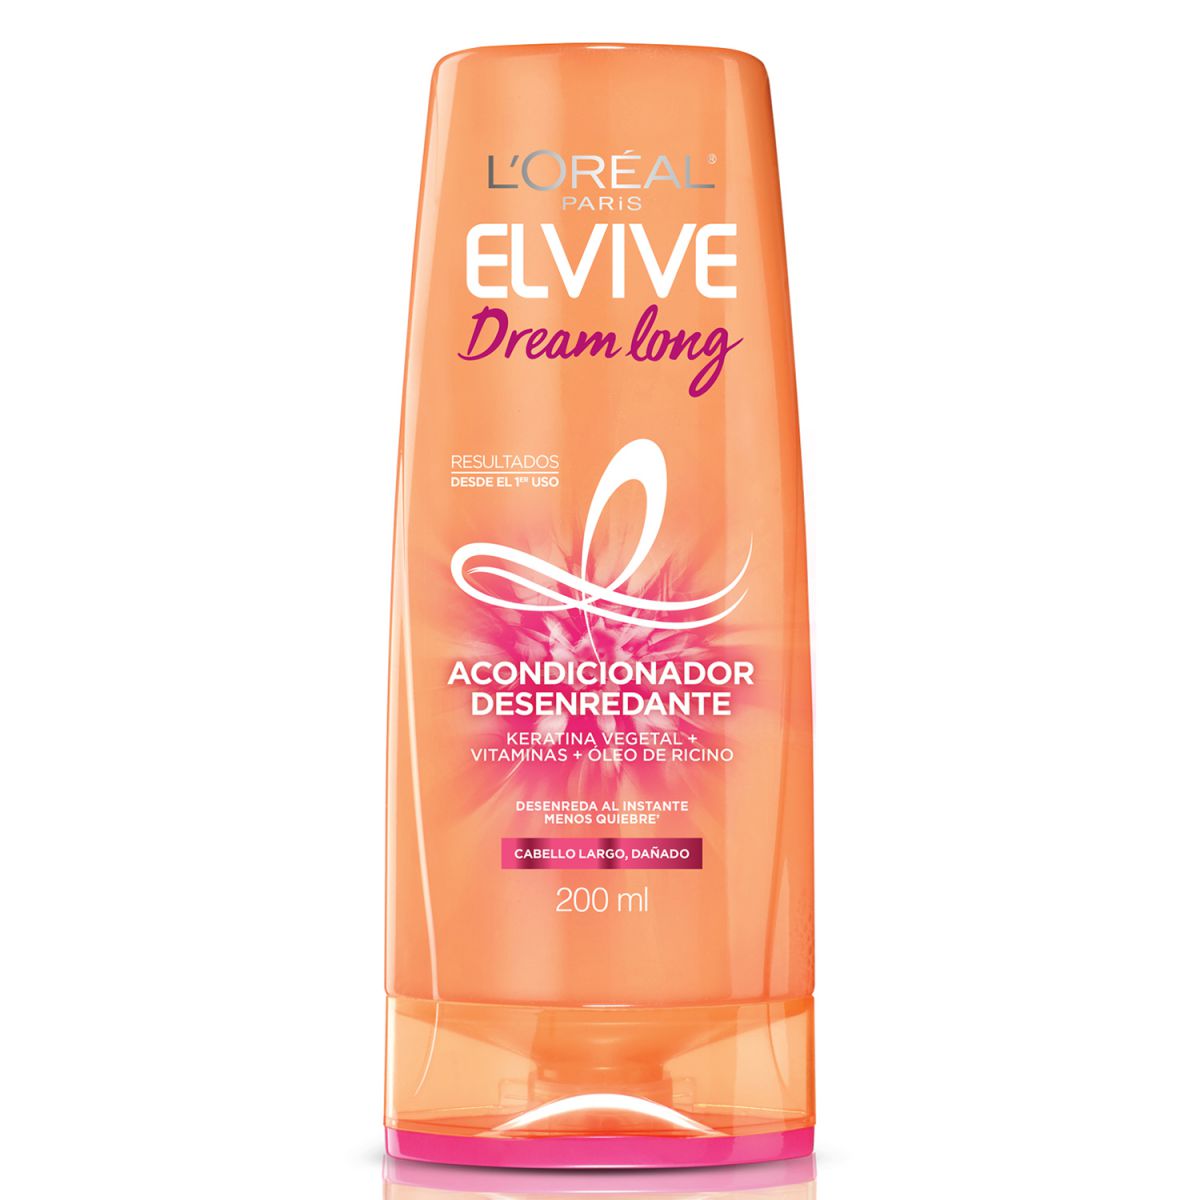 L'ORÉAL®
PARiS
ELVIVE
Dream long
RESULTADOS
DESDE EL 1ER USO
ACONDICIONADOR
DESENREDANTE
KERATINA VEGETAL +
VITAMINAS + ÓLEO DE RICINO
DESENREDA AL INSTANTE
MENOS QUIEBRE*
CABELLO LARGO, DAÑADO
200 ml